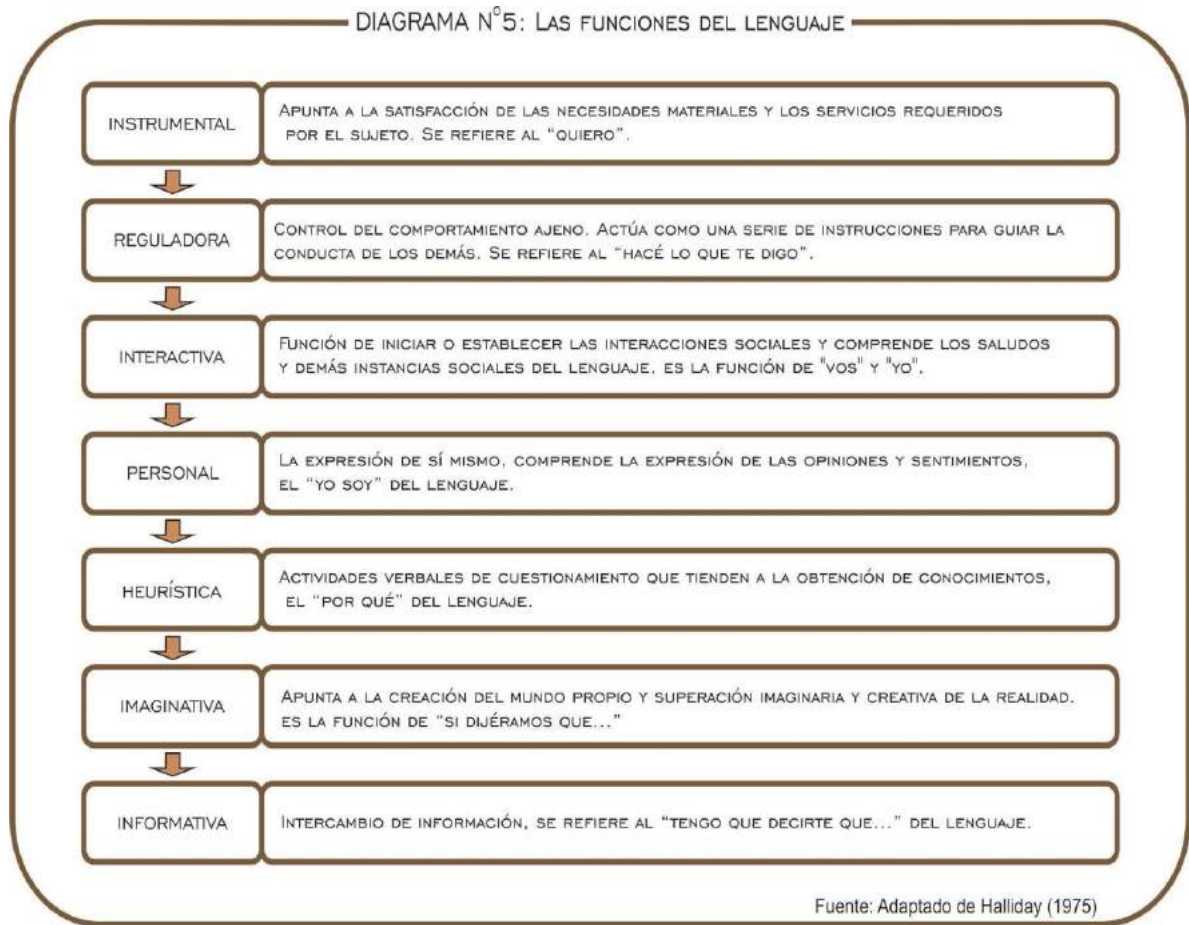 DIAGRAMA N°5: LAS FUNCIONES DEL LENGUAJE
INSTRUMENTAL
APUNTA A LA SATISFACCIÓN DE LAS NECESIDADES MATERIALES Y LOS SERVICIOS REQUERIDOS
POR EL SUJETO. SE REFIERE AL “QUIERO”.
REGULADORA
CONTROL DEL COMPORTAMIENTO AJENO. ACTÚA COMO UNA SERIE DE INSTRUCCIONES PARA GUIAR LA
CONDUCTA DE LOS DEMÁS. SE REFIERE AL “HACÉ LO QUE TE DIGO”.
INTERACTIVA
FUNCIÓN DE INICIAR O ESTABLECER LAS INTERACCIONES SOCIALES Y COMPRENDE LOS SALUDOS
Y DEMÁS INSTANCIAS SOCIALES DEL LENGUAJE. ES LA FUNCIÓN DE "VOS" Y "YO".
PERSONAL
LA EXPRESIÓN DE SÍ MISMO, COMPRENDE LA EXPRESIÓN DE LAS OPINIONES Y SENTIMIENTOS,
EL “YO SOY” DEL LENGUAJE.
HEURÍSTICA
ACTIVIDADES VERBALES DE CUESTIONAMIENTO QUE TIENDEN A LA OBTENCIÓN DE CONOCIMIENTOS,
EL “POR QUÉ” DEL LENGUAJE.
IMAGINATIVA
APUNTA A LA CREACIÓN DEL MUNDO PROPIO Y SUPERACIÓN IMAGINARIA Y CREATIVA DE LA REALIDAD.
ES LA FUNCIÓN DE “SI DIJÉRAMOS QUE...”
INFORMATIVA
INTERCAMBIO DE INFORMACIÓN, SE REFIERE AL “TENGO QUE DECIRTE QUE...” DEL LENGUAJE.
Fuente: Adaptado de Halliday (1975)